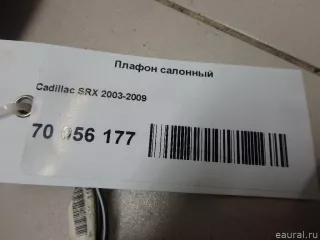 Плафон салонный
Cadillac SRX 2003-2009
70 056 177
eaural.ru/